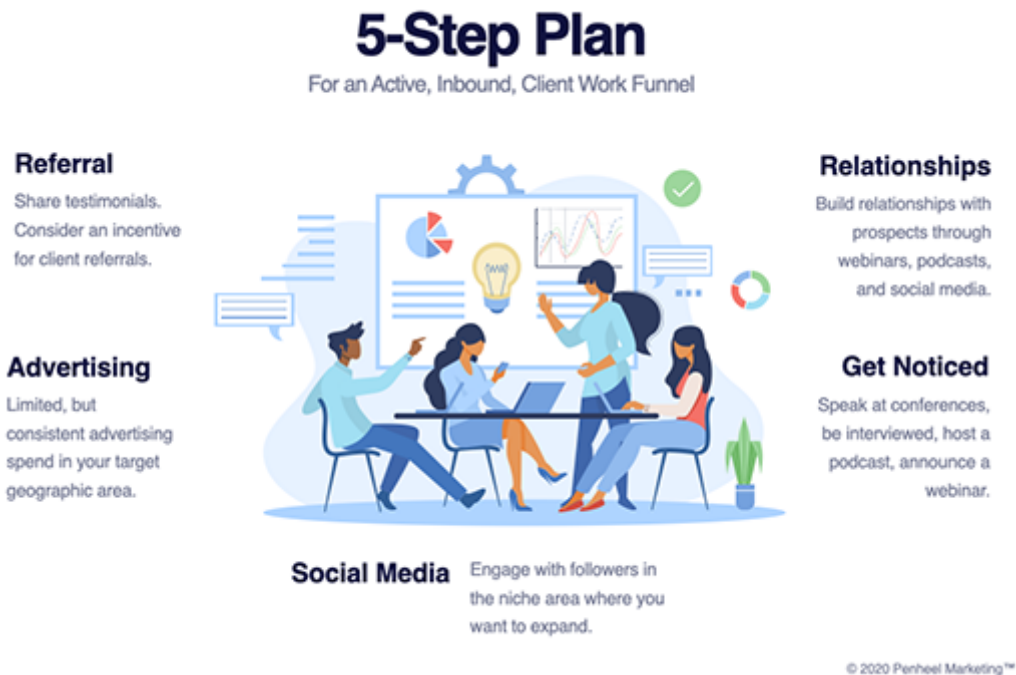 5-Step Plan
For an Active, Inbound, Client Work Funnel
Referral
Share testimonials.
Consider an incentive
for client referrals.
Relationships
Build relationships with
prospects through
webinars, podcasts,
and social media.
Advertising
Limited, but
consistent advertising
spend in your target
geographic area.
Get Noticed
Speak at conferences,
be interviewed, host a
podcast, announce a
webinar.
Social Media
Engage with followers in
the niche area where you
want to expand.
© 2020 Penheel Marketing™